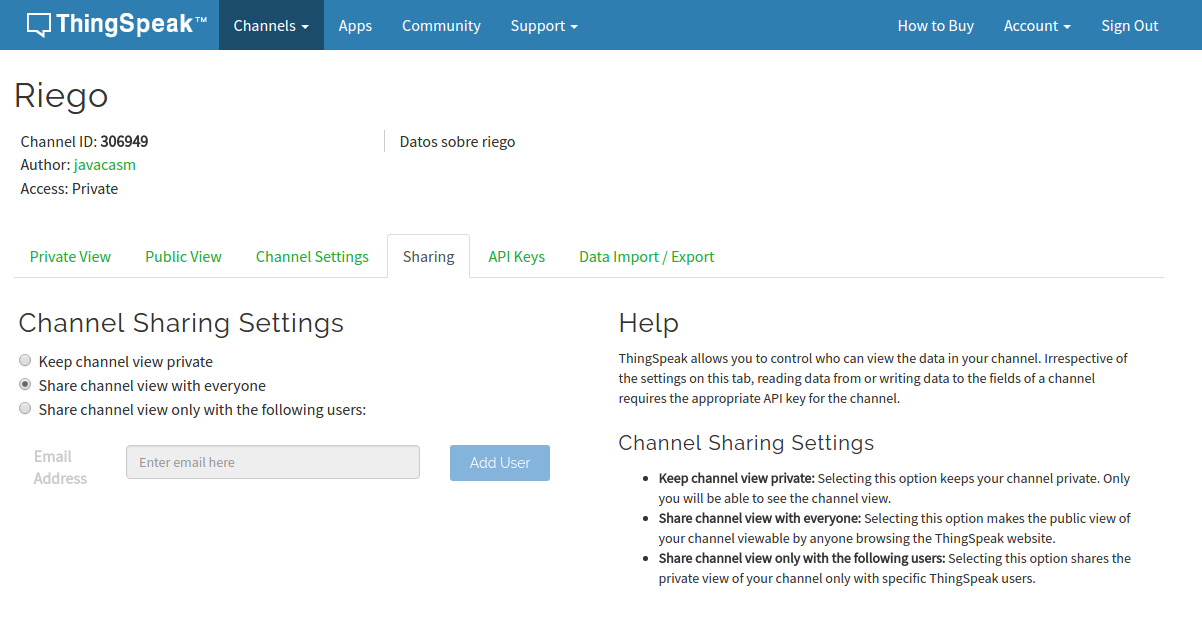 ThingSpeak™ Channels Apps Community Support How to Buy Account Sign Out
Riego
Channel ID: 306949
Author: javacasm
Access: Private
Datos sobre riego
Private View Public View Channel Settings Sharing API Keys Data Import / Export
Channel Sharing Settings
Keep channel view private
Share channel view with everyone
Share channel view only with the following users:
Email
Address
Enter email here
Add User
Help
ThingSpeak allows you to control who can view the data in your channel. Irrespective of
the settings on this tab, reading data from or writing data to the fields of a channel
requires the appropriate API key for the channel.
Channel Sharing Settings
• Keep channel view private: Selecting this option keeps your channel private. Only
you will be able to see the channel view.
• Share channel view with everyone: Selecting this option makes the public view of
your channel viewable by anyone browsing the ThingSpeak website.
• Share channel view only with the following users: Selecting this option shares the
private view of your channel only with specific ThingSpeak users.